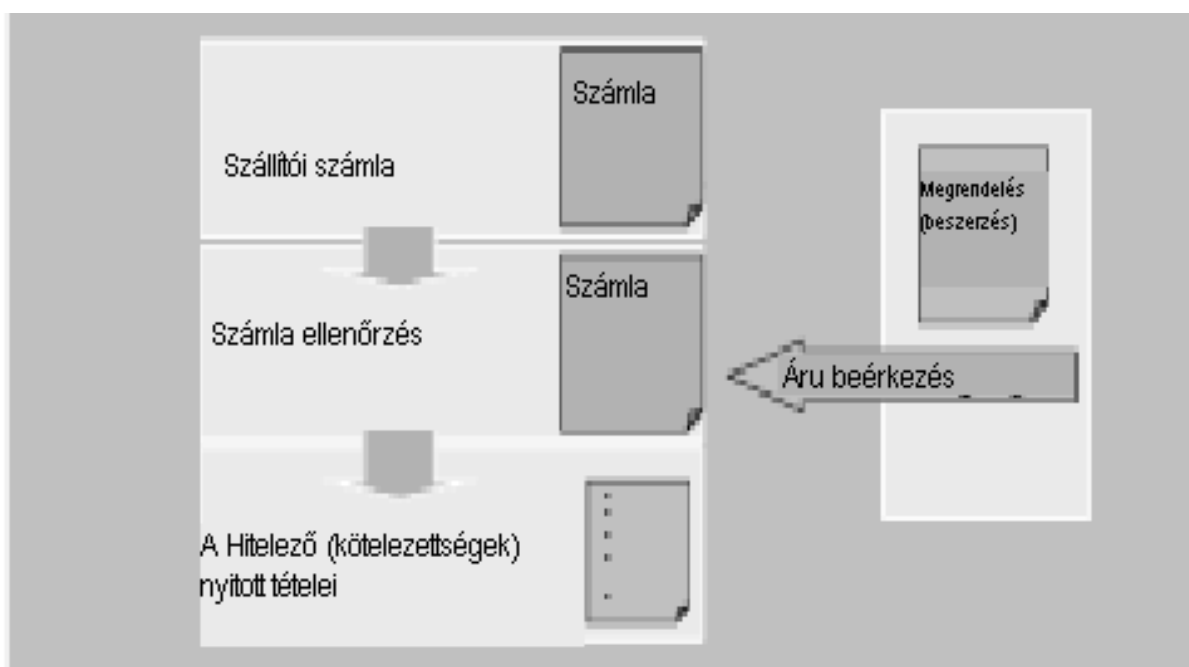 Számla
Szállítói számla
Megrendelés
(beszerzés)
Számla
Számla ellenőrzés
Áru beérkezés
A Hitelező (kötelezettségek)
nyitott tételei